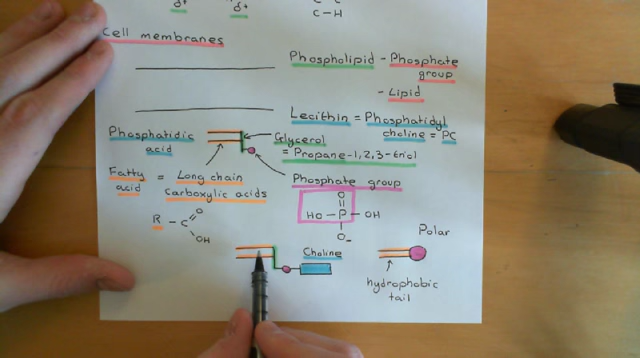 δ+ δ+
C-H
Cell membranes
Phospholipid - Phosphate
group
- Lipid
Lecithin = Phosphatidyl
choline = PC
Phosphatidic
acid
Glycerol
= Propane-1,2,3-triol
Fatty = Long chain
acid Carboxylic acids
Phosphate group
O
HO-P-OH
O-
R-C
O
OH
Choline
Polar
hydrophobic
tail